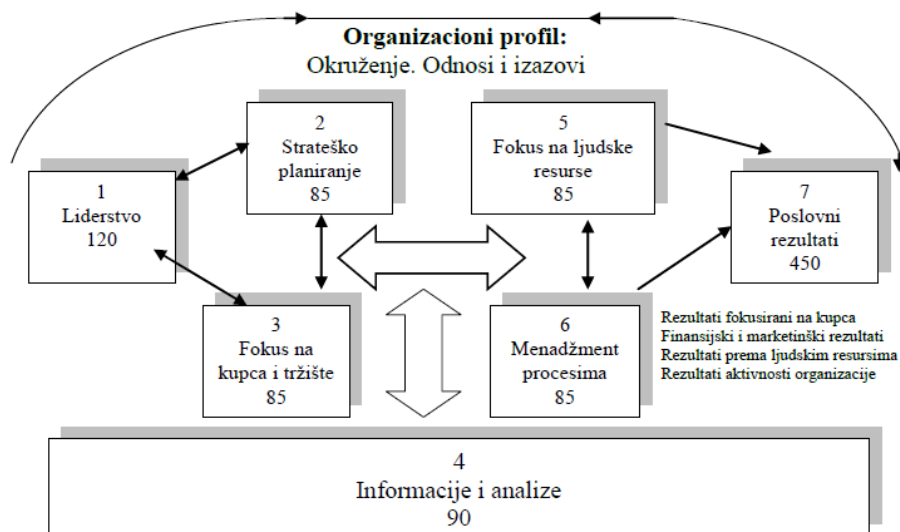 Organizacioni profil:
Okruženje. Odnosi i izazovi
1
Liderstvo
120
2
Strateško
planiranje
85
3
Fokus na
kupca i tržište
85
5
Fokus na ljudske
resurse
85
6
Menadžment
procesima
85
7
Poslovni
rezultati
450
Rezultati fokusirani na kupca
Finansijski i marketinški rezultati
Rezultati prema ljudskim resursima
Rezultati aktivnosti organizacije
4
Informacije i analize
90